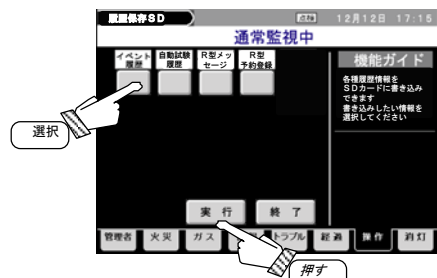 履歴保存SD 点検 12月12日 17:15
通常監視中
イベント
履歴
自動試験
履歴
R型メッ
セージ
R型
予約登録
機能ガイド
各種履歴情報を
SDカードに書き込み
できます
書き込みしたい情報を
選択してください
選択
実 行
終 了
管理者
火 災
ガ ス
トラブル
経 過
操 作
消 灯
押す